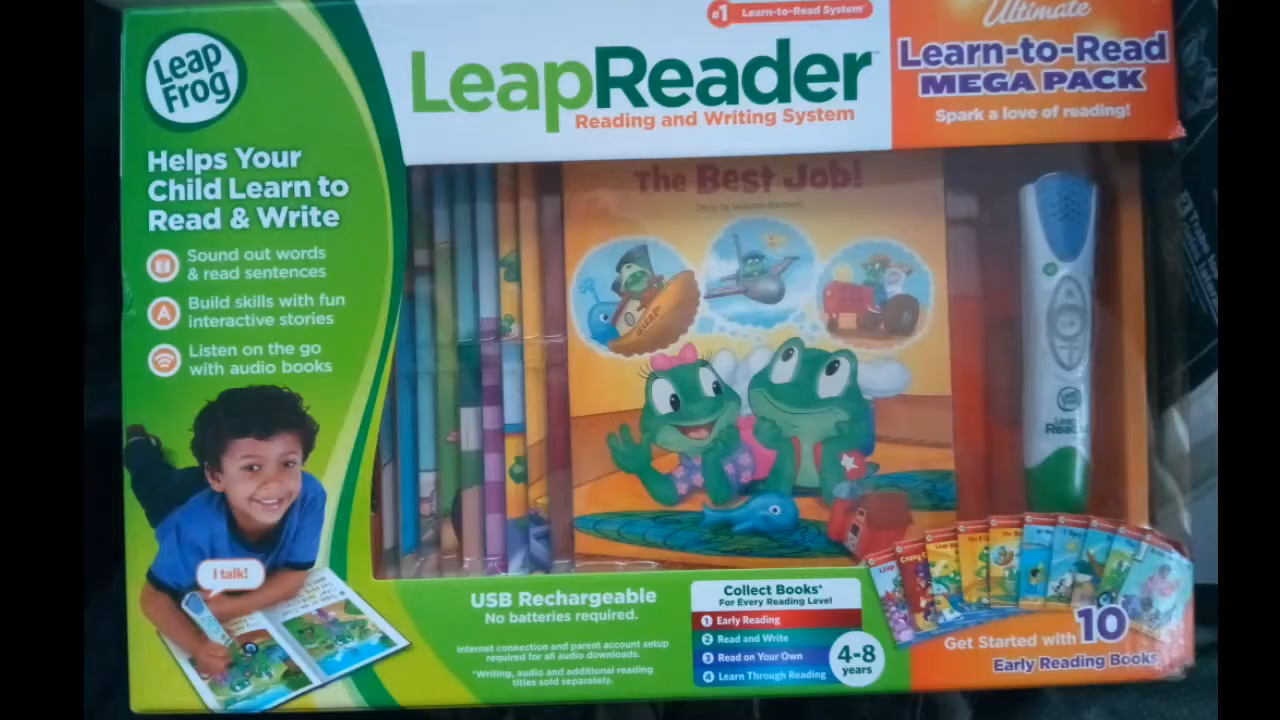 #1 Learn-to-Read System™
Ultimate
Learn-to-Read
MEGA PACK
Spark a love of reading!
Leap
Frog
LeapReader™
Reading and Writing System
Helps Your
Child Learn to
Read & Write
Sound out words
& read sentences
A
Build skills with fun
interactive stories
Listen on the go
with audio books
The Best Job!
I talk!
USB Rechargeable
No batteries required.
Internet connection and parent account setup
required for all audio downloads.
*Writing, audio and additional reading
titles sold separately.
Collect Books*
For Every Reading Level
1 Early Reading
2 Read and Write
3 Read on Your Own
4 Learn Through Reading
4-8
years
Get Started with 10
Early Reading Books